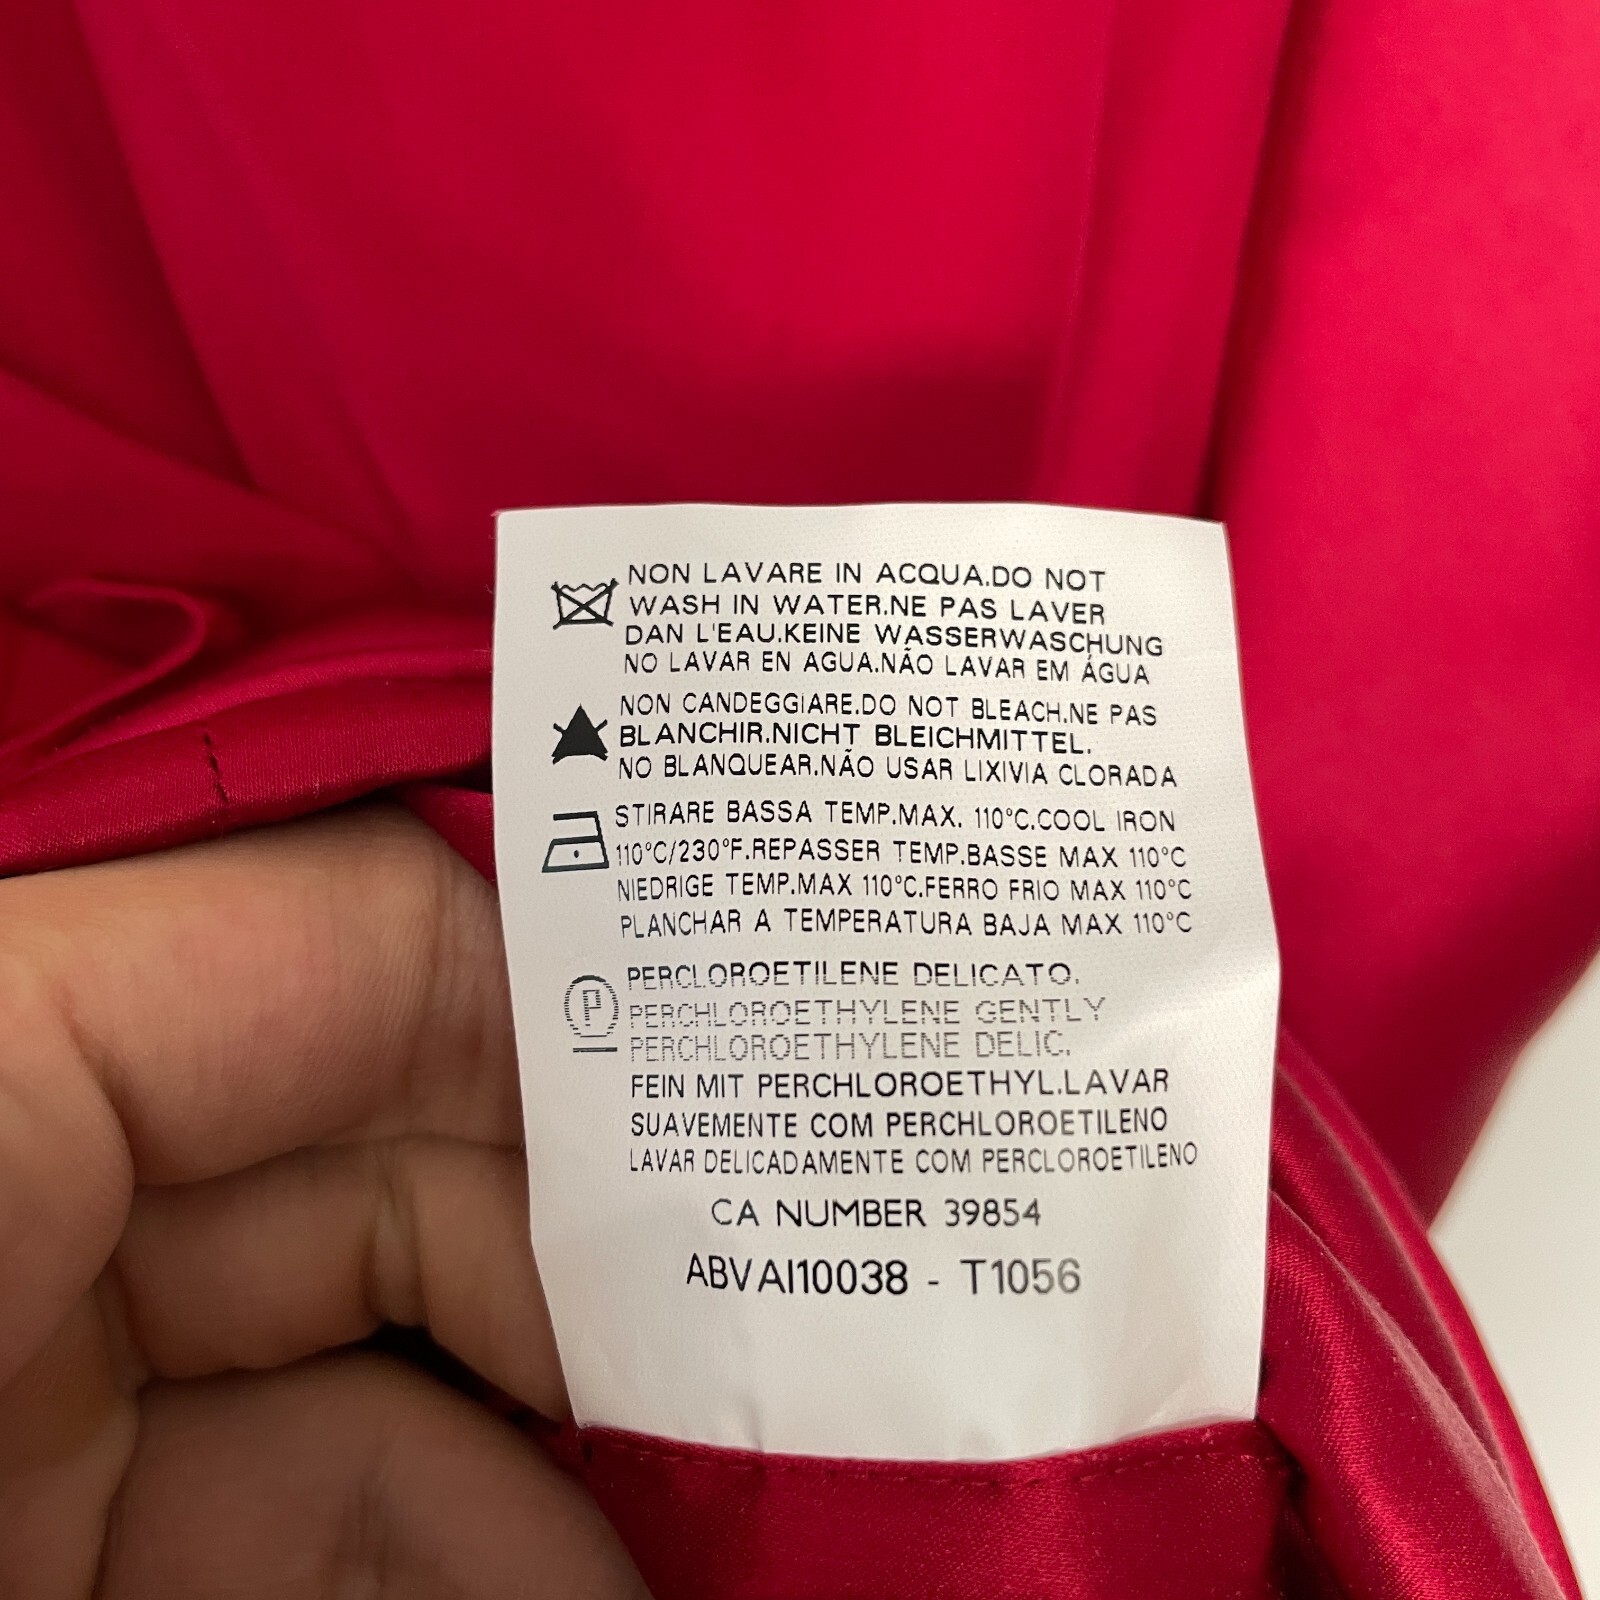 NON LAVARE IN ACQUA.DO NOT
WASH IN WATER.NE PAS LAVER
DAN L'EAU.KEINE WASSERWASCHUNG
NO LAVAR EN AGUA.NÃO LAVAR EM ÁGUA
NON CANDEGGIARE.DO NOT BLEACH.NE PAS
BLANCHIR.NICHT BLEICHMITTEL.
NO BLANQUEAR.NÃO USAR LIXIVIA CLORADA
STIRARE BASSA TEMP.MAX. 110°C.COOL IRON
110°C/230°F.REPASSER TEMP.BASSE MAX 110°C
NIEDRIGE TEMP.MAX 110°C.FERRO FRIO MAX 110°C
PLANCHAR A TEMPERATURA BAJA MAX 110°C
P PERCLOROETILENE DELICATO.
PERCHLOROETHYLENE GENTLY
PERCHLOROETHYLENE DELIC.
FEIN MIT PERCHLOROETHYL.LAVAR
SUAVEMENTE COM PERCHLOROETILENO
LAVAR DELICADAMENTE COM PERCLOROETILENO
CA NUMBER 39854
ABVAI10038 - T1056